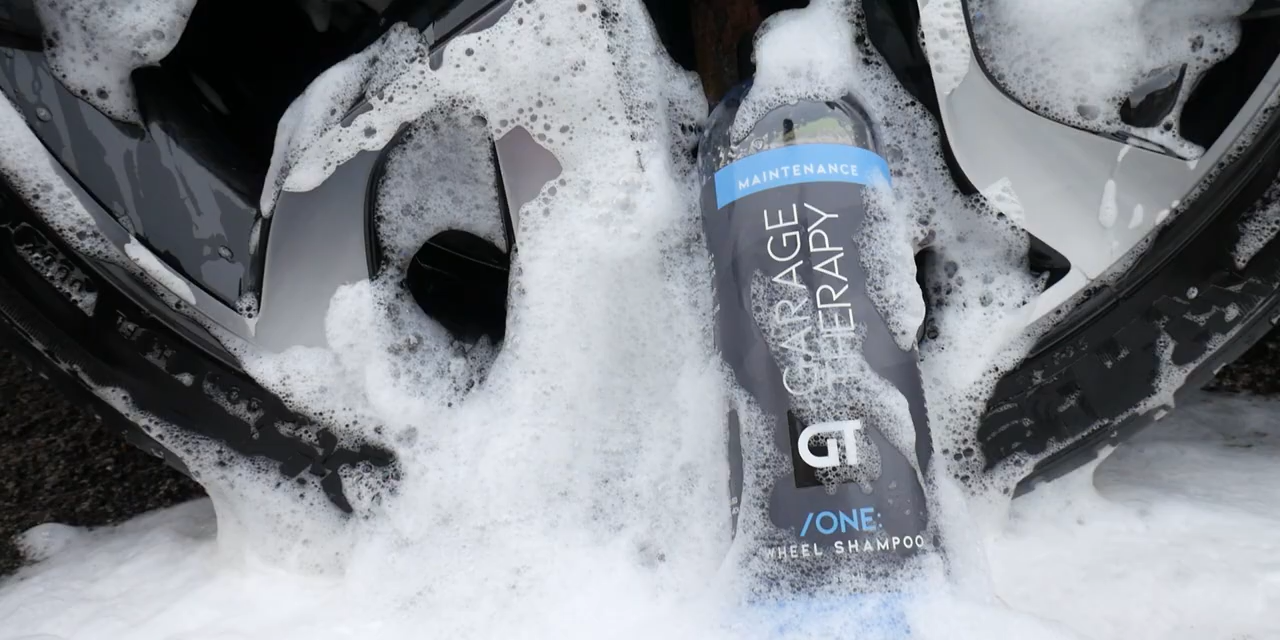 MAINTENANCE
GARAGE
THERAPY
GT
/ONE:
WHEEL SHAMPOO